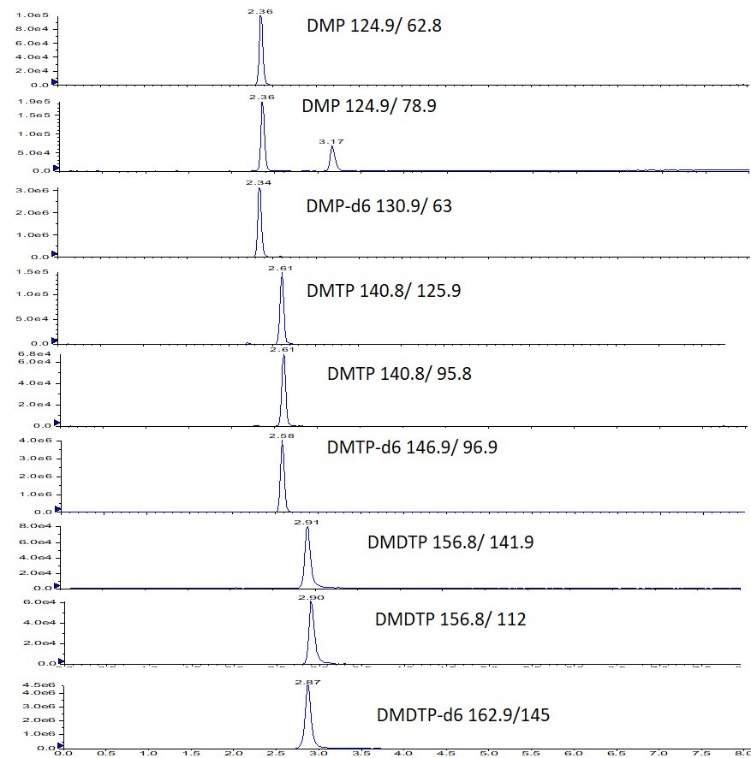 2.36
1.0e5
DMP 124.9/ 62.8
8.0e4
6.0e4
4.0e4
2.0e4
0.0
2.36
1.9e5
DMP 124.9/ 78.9
1.5e5
1.0e5
3.17
5.0e4
0.0
2.34
3.0e6
DMP-d6 130.9/ 63
2.0e6
1.0e6
0.0
2.61
1.5e5
DMTP 140.8/ 125.9
1.0e5
5.0e4
0.0
2.61
6.8e4
6.0e4
DMTP 140.8/ 95.8
4.0e4
2.0e4
0.0
2.58
4.0e6
DMTP-d6 146.9/ 96.9
3.0e6
2.0e6
1.0e6
0.0
2.91
8.0e4
DMDTP 156.8/ 141.9
6.0e4
4.0e4
2.0e4
0.0
2.90
6.0e4
DMDTP 156.8/ 112
4.0e4
2.0e4
0.0
2.87
4.5e6
4.0e6
DMDTP-d6 162.9/145
3.0e6
2.0e6
1.0e6
0.0
0.0 0.5 1.0 1.5 2.0 2.5 3.0 3.5 4.0 4.5 5.0 5.5 6.0 6.5 7.0 7.5 8.0